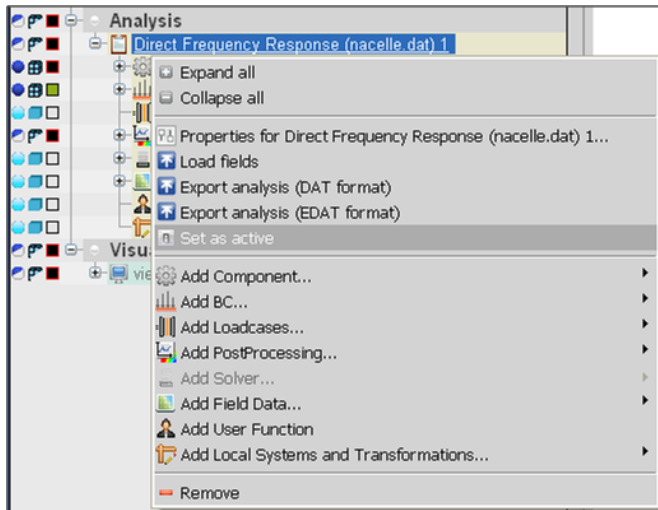 Analysis
Direct Frequency Response (nacelle.dat) 1
Expand all
Collapse all
Properties for Direct Frequency Response (nacelle.dat) 1...
Load fields
Export analysis (DAT format)
Export analysis (EDAT format)
Set as active
Visu
vie
Add Component...
Add BC...
Add Loadcases...
Add PostProcessing...
Add Solver...
Add Field Data...
Add User Function
Add Local Systems and Transformations...
Remove